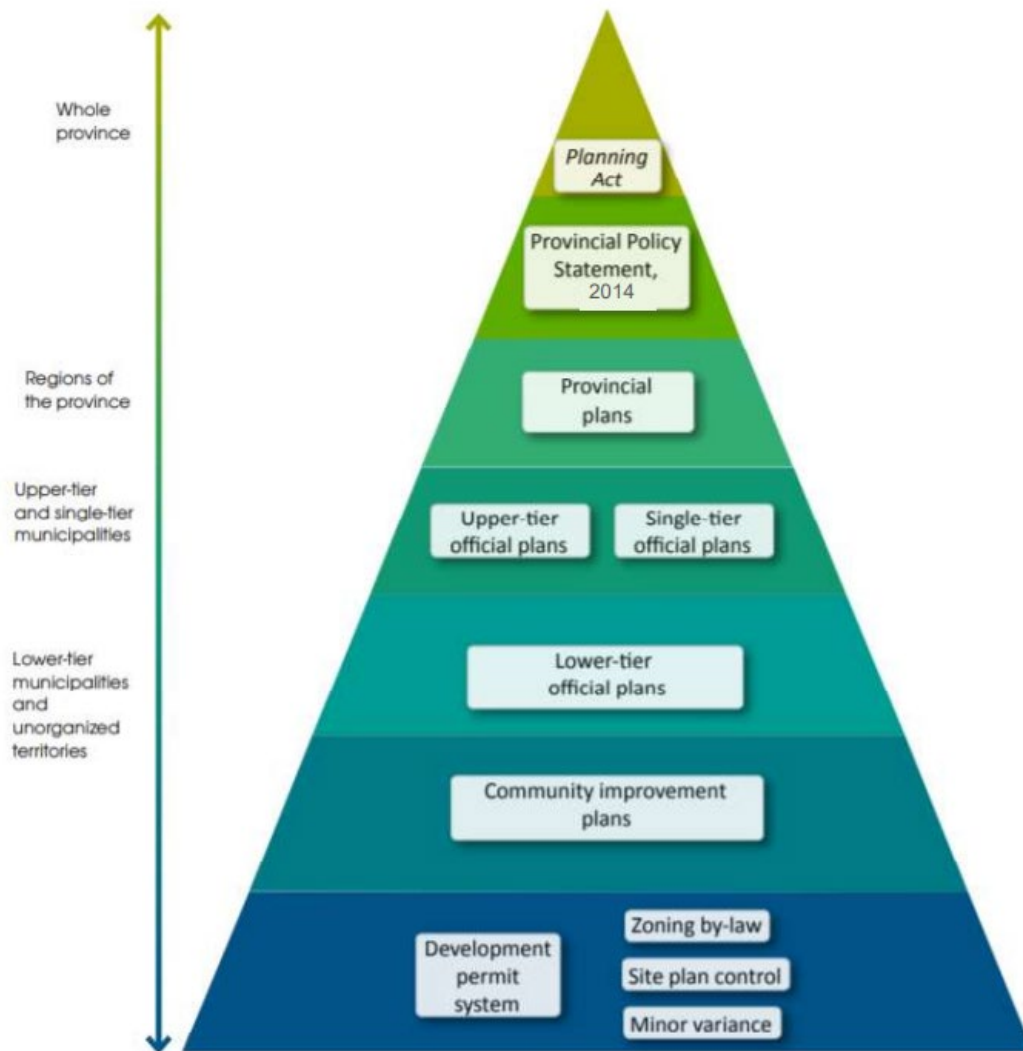 Whole
province
Planning
Act
Provincial Policy
Statement,
2014
Regions of
the province
Provincial
plans
Upper-tier
and single-tier
municipalities
Upper-tier
official plans
Single-tier
official plans
Lower-tier
municipalities
and
unorganized
territories
Lower-tier
official plans
Community improvement
plans
Development
permit
system
Zoning by-law
Site plan control
Minor variance